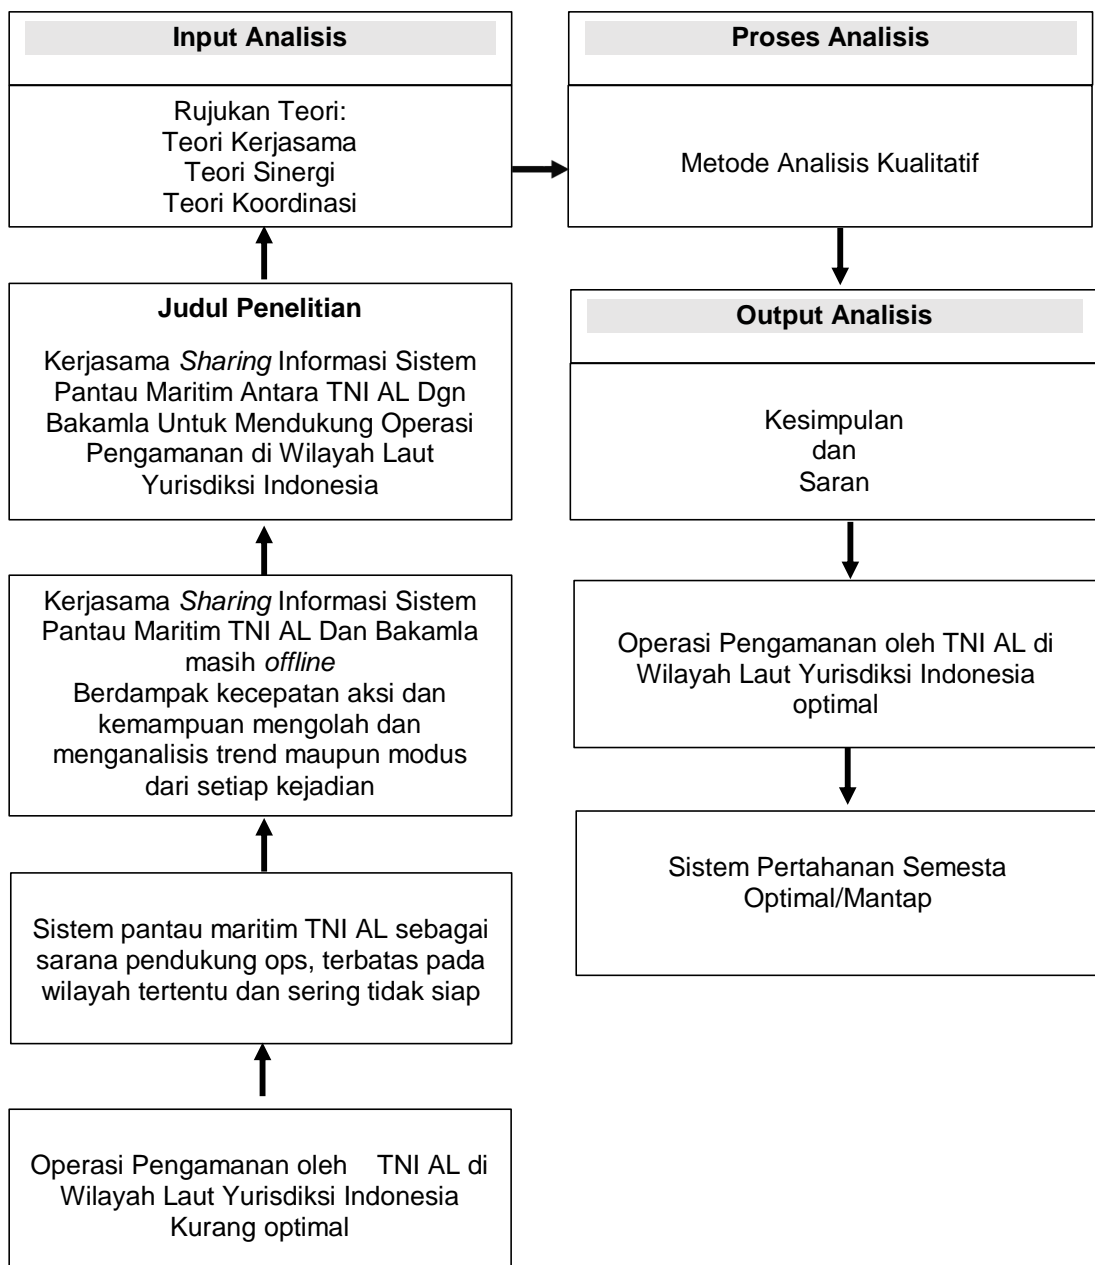 Input Analisis
Rujukan Teori:
Teori Kerjasama
Teori Sinergi
Teori Koordinasi
Proses Analisis
Metode Analisis Kualitatif
Judul Penelitian
Kerjasama Sharing Informasi Sistem
Pantau Maritim Antara TNI AL Dgn
Bakamla Untuk Mendukung Operasi
Pengamanan di Wilayah Laut
Yurisdiksi Indonesia
Output Analisis
Kesimpulan
dan
Saran
Kerjasama Sharing Informasi Sistem
Pantau Maritim TNI AL Dan Bakamla
masih offline
Berdampak kecepatan aksi dan
kemampuan mengolah dan
menganalisis trend maupun modus
dari setiap kejadian
Operasi Pengamanan oleh TNI AL di
Wilayah Laut Yurisdiksi Indonesia
optimal
Sistem pantau maritim TNI AL sebagai
sarana pendukung ops, terbatas pada
wilayah tertentu dan sering tidak siap
Sistem Pertahanan Semesta
Optimal/Mantap
Operasi Pengamanan oleh TNI AL di
Wilayah Laut Yurisdiksi Indonesia
Kurang optimal